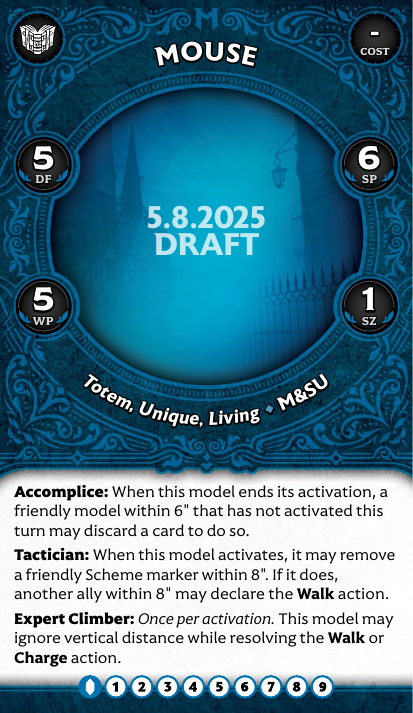 MOUSE
-
COST
5
DF
6
SP
5.8.2025
DRAFT
5
WP
1
SZ
Totem, Unique, Living ♦ M&SU
Accomplice: When this model ends its activation, a
friendly model within 6" that has not activated this
turn may discard a card to do so.
Tactician: When this model activates, it may remove
a friendly Scheme marker within 8". If it does,
another ally within 8" may declare the Walk action.
Expert Climber: Once per activation. This model may
ignore vertical distance while resolving the Walk or
Charge action.
1 2 3 4 5 6 7 8 9